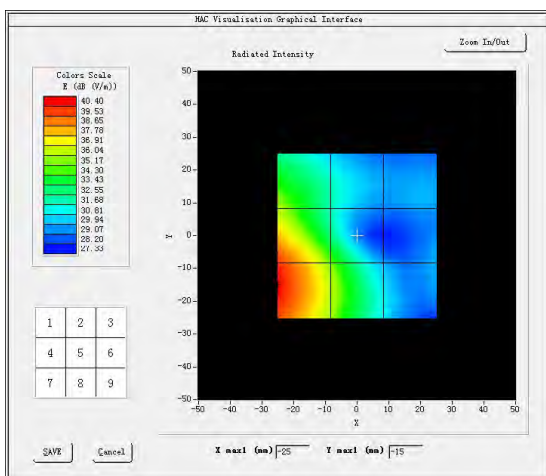 HAC Visualisation Graphical Interface
Zoom In/Out
Radiated Intensity
Colors Scale
E (dB (V/m))
40.40
39.53
38.65
37.78
36.91
36.04
35.17
34.30
33.43
32.55
31.68
30.81
29.94
29.07
28.20
27.33
50
40
30
20
10
0
-10
-20
-30
-40
-50
Y
-50 -40 -30 -20 -10 0 10 20 30 40 50
X
1 2 3
4 5 6
7 8 9
SAVE
Cancel
X max1 (mm) -25
Y max1 (mm) -15